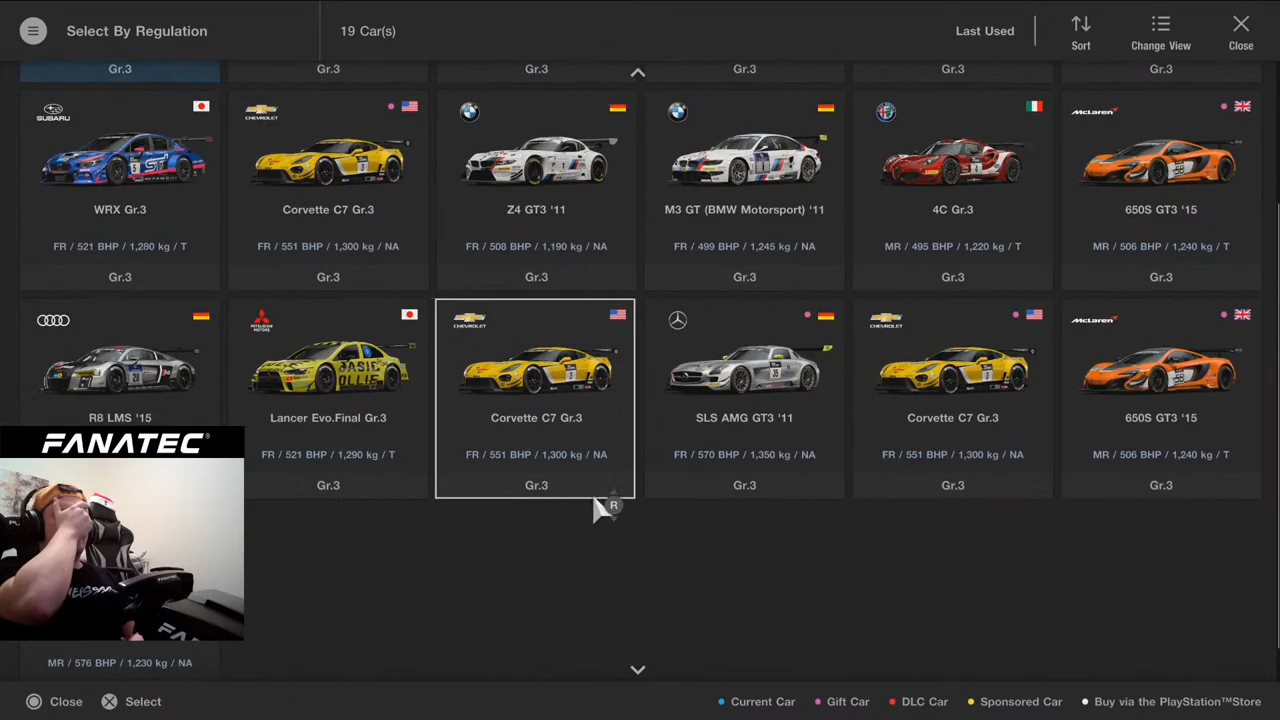 Select By Regulation
19 Car(s)
Last Used
Sort
Change View
Close
Gr.3
Gr.3
Gr.3
Gr.3
Gr.3
Gr.3
SUBARU
WRX Gr.3
FR / 521 BHP / 1,280 kg / T
Gr.3
CHEVROLET
Corvette C7 Gr.3
FR / 551 BHP / 1,300 kg / NA
Gr.3
Z4 GT3 '11
FR / 508 BHP / 1,190 kg / NA
Gr.3
M3 GT (BMW Motorsport) '11
FR / 499 BHP / 1,245 kg / NA
Gr.3
4C Gr.3
MR / 495 BHP / 1,220 kg / T
Gr.3
McLaren
650S GT3 '15
MR / 506 BHP / 1,240 kg / T
Gr.3
R8 LMS '15
MITSUBISHI
MOTORS
Lancer Evo.Final Gr.3
FR / 521 BHP / 1,290 kg / T
Gr.3
CHEVROLET
Corvette C7 Gr.3
FR / 551 BHP / 1,300 kg / NA
Gr.3
SLS AMG GT3 '11
FR / 570 BHP / 1,350 kg / NA
Gr.3
CHEVROLET
Corvette C7 Gr.3
FR / 551 BHP / 1,300 kg / NA
Gr.3
McLaren
650S GT3 '15
MR / 506 BHP / 1,240 kg / T
Gr.3
R
FANATEC®
MR / 576 BHP / 1,230 kg / NA
Close
Select
Current Car
Gift Car
DLC Car
Sponsored Car
Buy via the PlayStation™Store